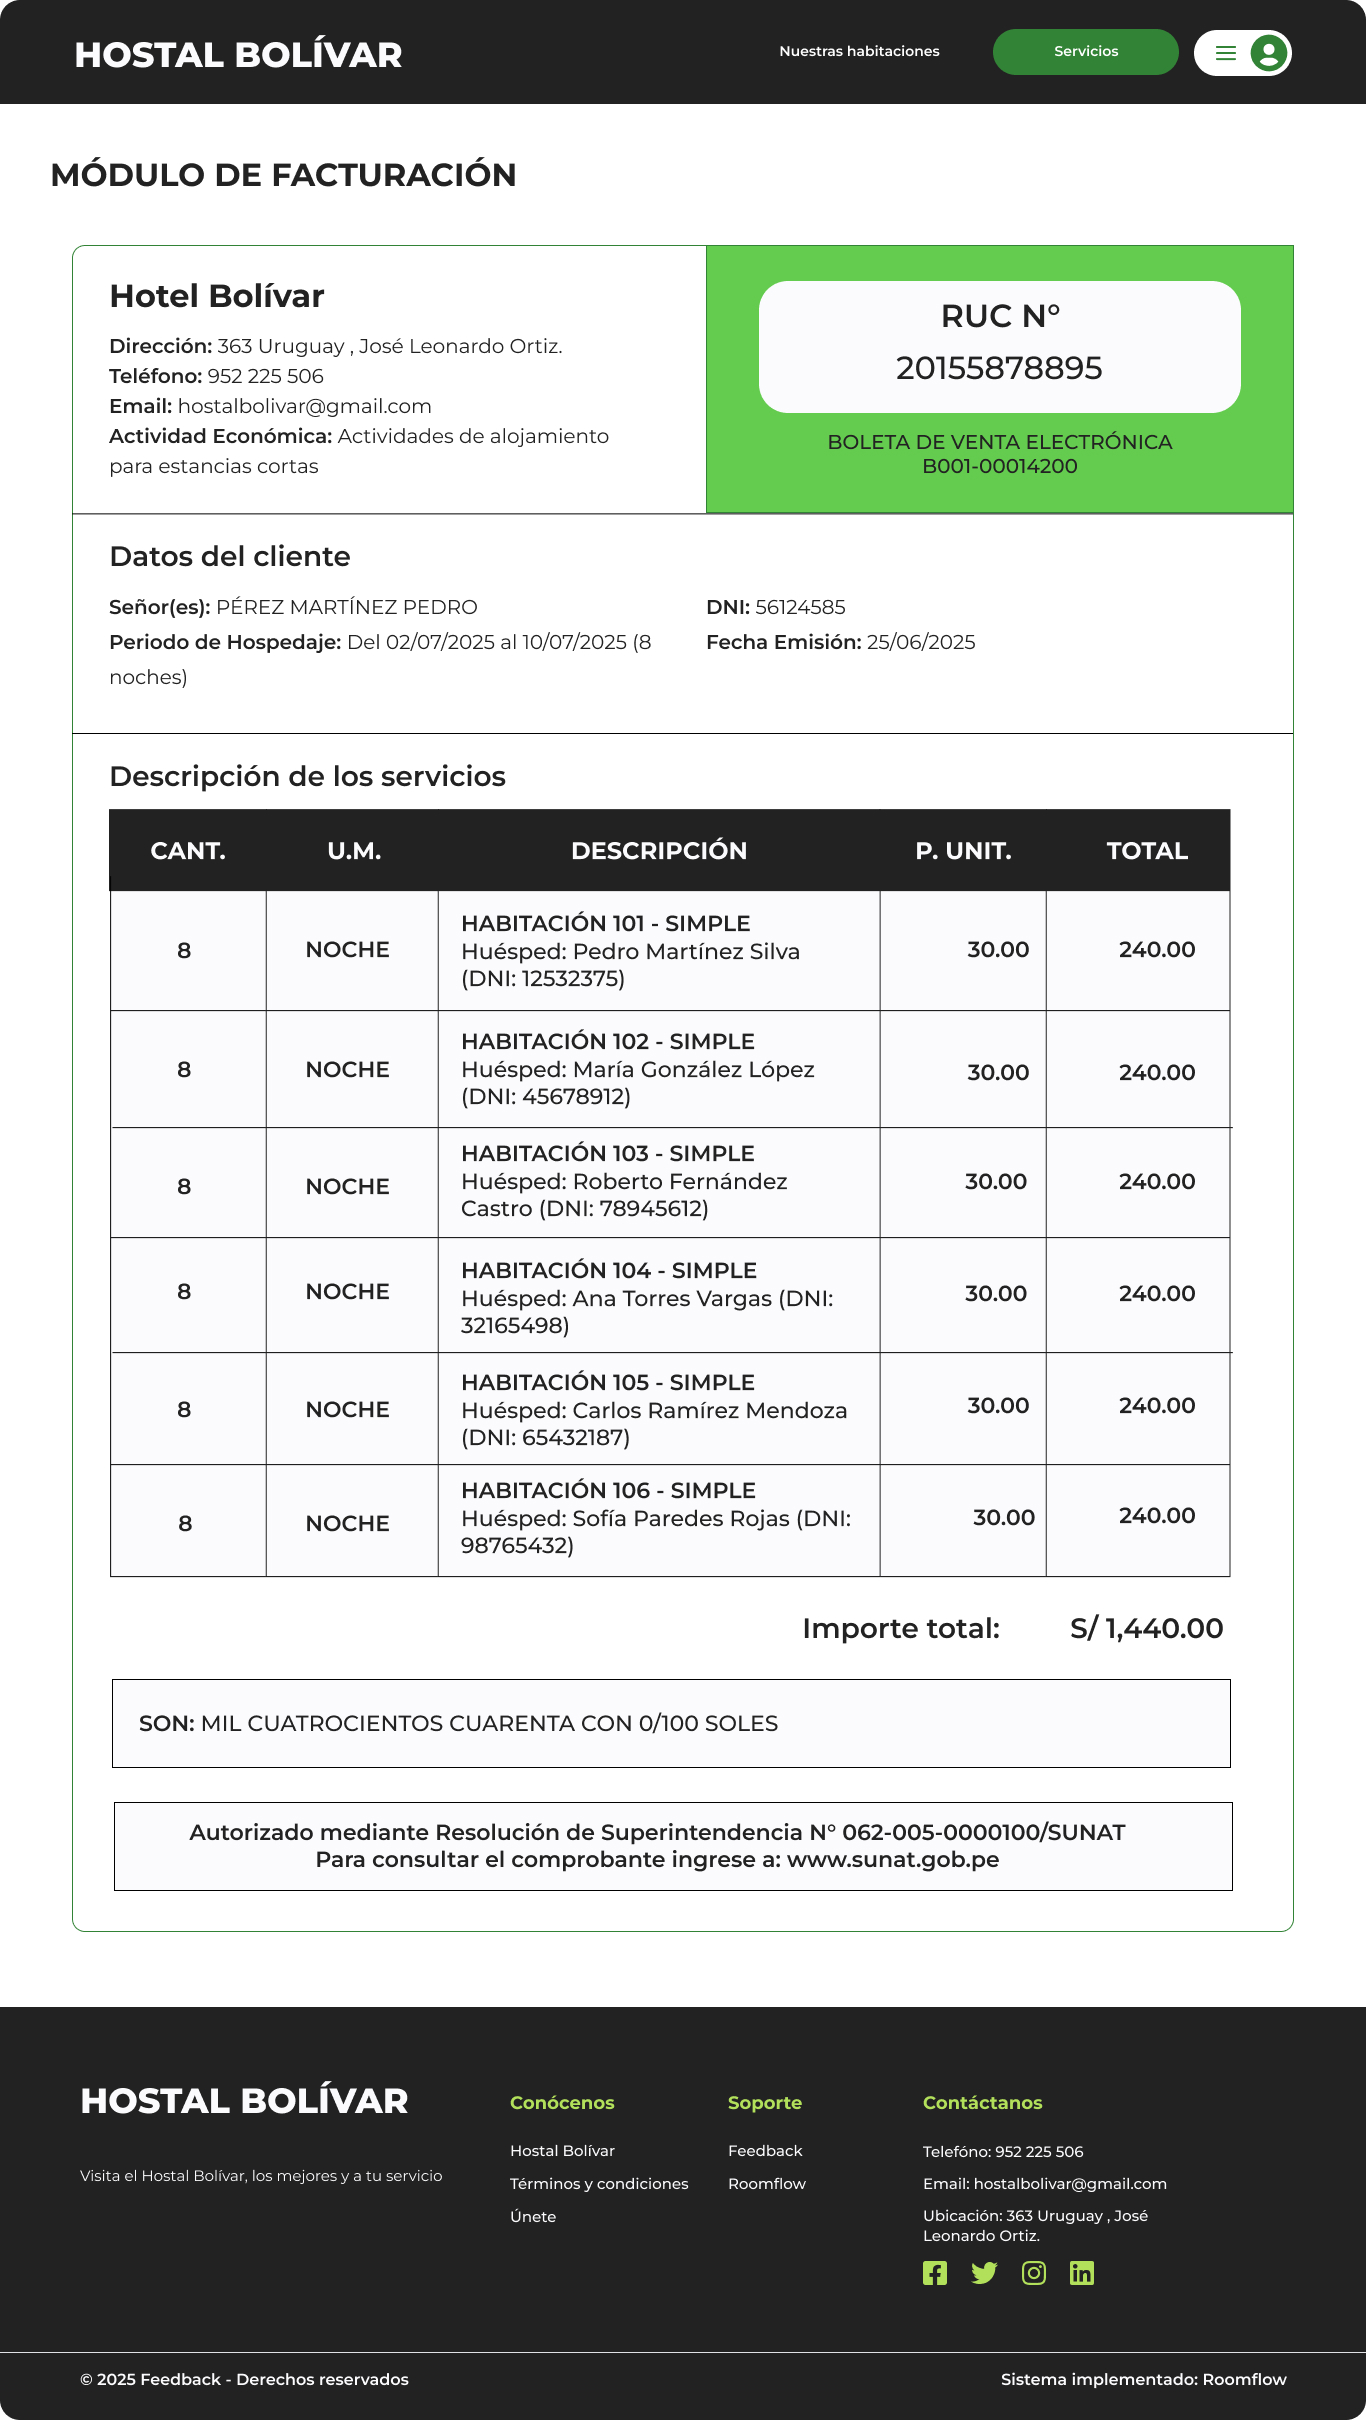 HOSTAL BOLÍVAR
Nuestras habitaciones
Servicios
MÓDULO DE FACTURACIÓN
Hotel Bolívar
Dirección: 363 Uruguay , José Leonardo Ortiz.
Teléfono: 952 225 506
Email: hostalbolivar@gmail.com
Actividad Económica: Actividades de alojamiento
para estancias cortas
RUC N°
20155878895
BOLETA DE VENTA ELECTRÓNICA
B001-00014200
Datos del cliente
Señor(es): PÉREZ MARTÍNEZ PEDRO
Periodo de Hospedaje: Del 02/07/2025 al 10/07/2025 (8
noches)
DNI: 56124585
Fecha Emisión: 25/06/2025
Descripción de los servicios
CANT. U.M. DESCRIPCIÓN P. UNIT. TOTAL
HABITACIÓN 101 - SIMPLE
8 NOCHE Huésped: Pedro Martínez Silva 30.00 240.00
(DNI: 12532375)
HABITACIÓN 102 - SIMPLE
8 NOCHE Huésped: María González López 30.00 240.00
(DNI: 45678912)
HABITACIÓN 103 - SIMPLE
8 NOCHE Huésped: Roberto Fernández 30.00 240.00
Castro (DNI: 78945612)
HABITACIÓN 104 - SIMPLE
8 NOCHE Huésped: Ana Torres Vargas (DNI: 30.00 240.00
32165498)
HABITACIÓN 105 - SIMPLE
8 NOCHE Huésped: Carlos Ramírez Mendoza 30.00 240.00
(DNI: 65432187)
HABITACIÓN 106 - SIMPLE
8 NOCHE Huésped: Sofía Paredes Rojas (DNI: 30.00 240.00
98765432)
Importe total: S/ 1,440.00
SON: MIL CUATROCIENTOS CUARENTA CON 0/100 SOLES
Autorizado mediante Resolución de Superintendencia N° 062-005-0000100/SUNAT
Para consultar el comprobante ingrese a: www.sunat.gob.pe
HOSTAL BOLÍVAR
Visita el Hostal Bolívar, los mejores y a tu servicio
Conócenos
Hostal Bolívar
Términos y condiciones
Únete
Soporte
Feedback
Roomflow
Contáctanos
Telefóno: 952 225 506
Email: hostalbolivar@gmail.com
Ubicación: 363 Uruguay , José
Leonardo Ortiz.
© 2025 Feedback - Derechos reservados
Sistema implementado: Roomflow